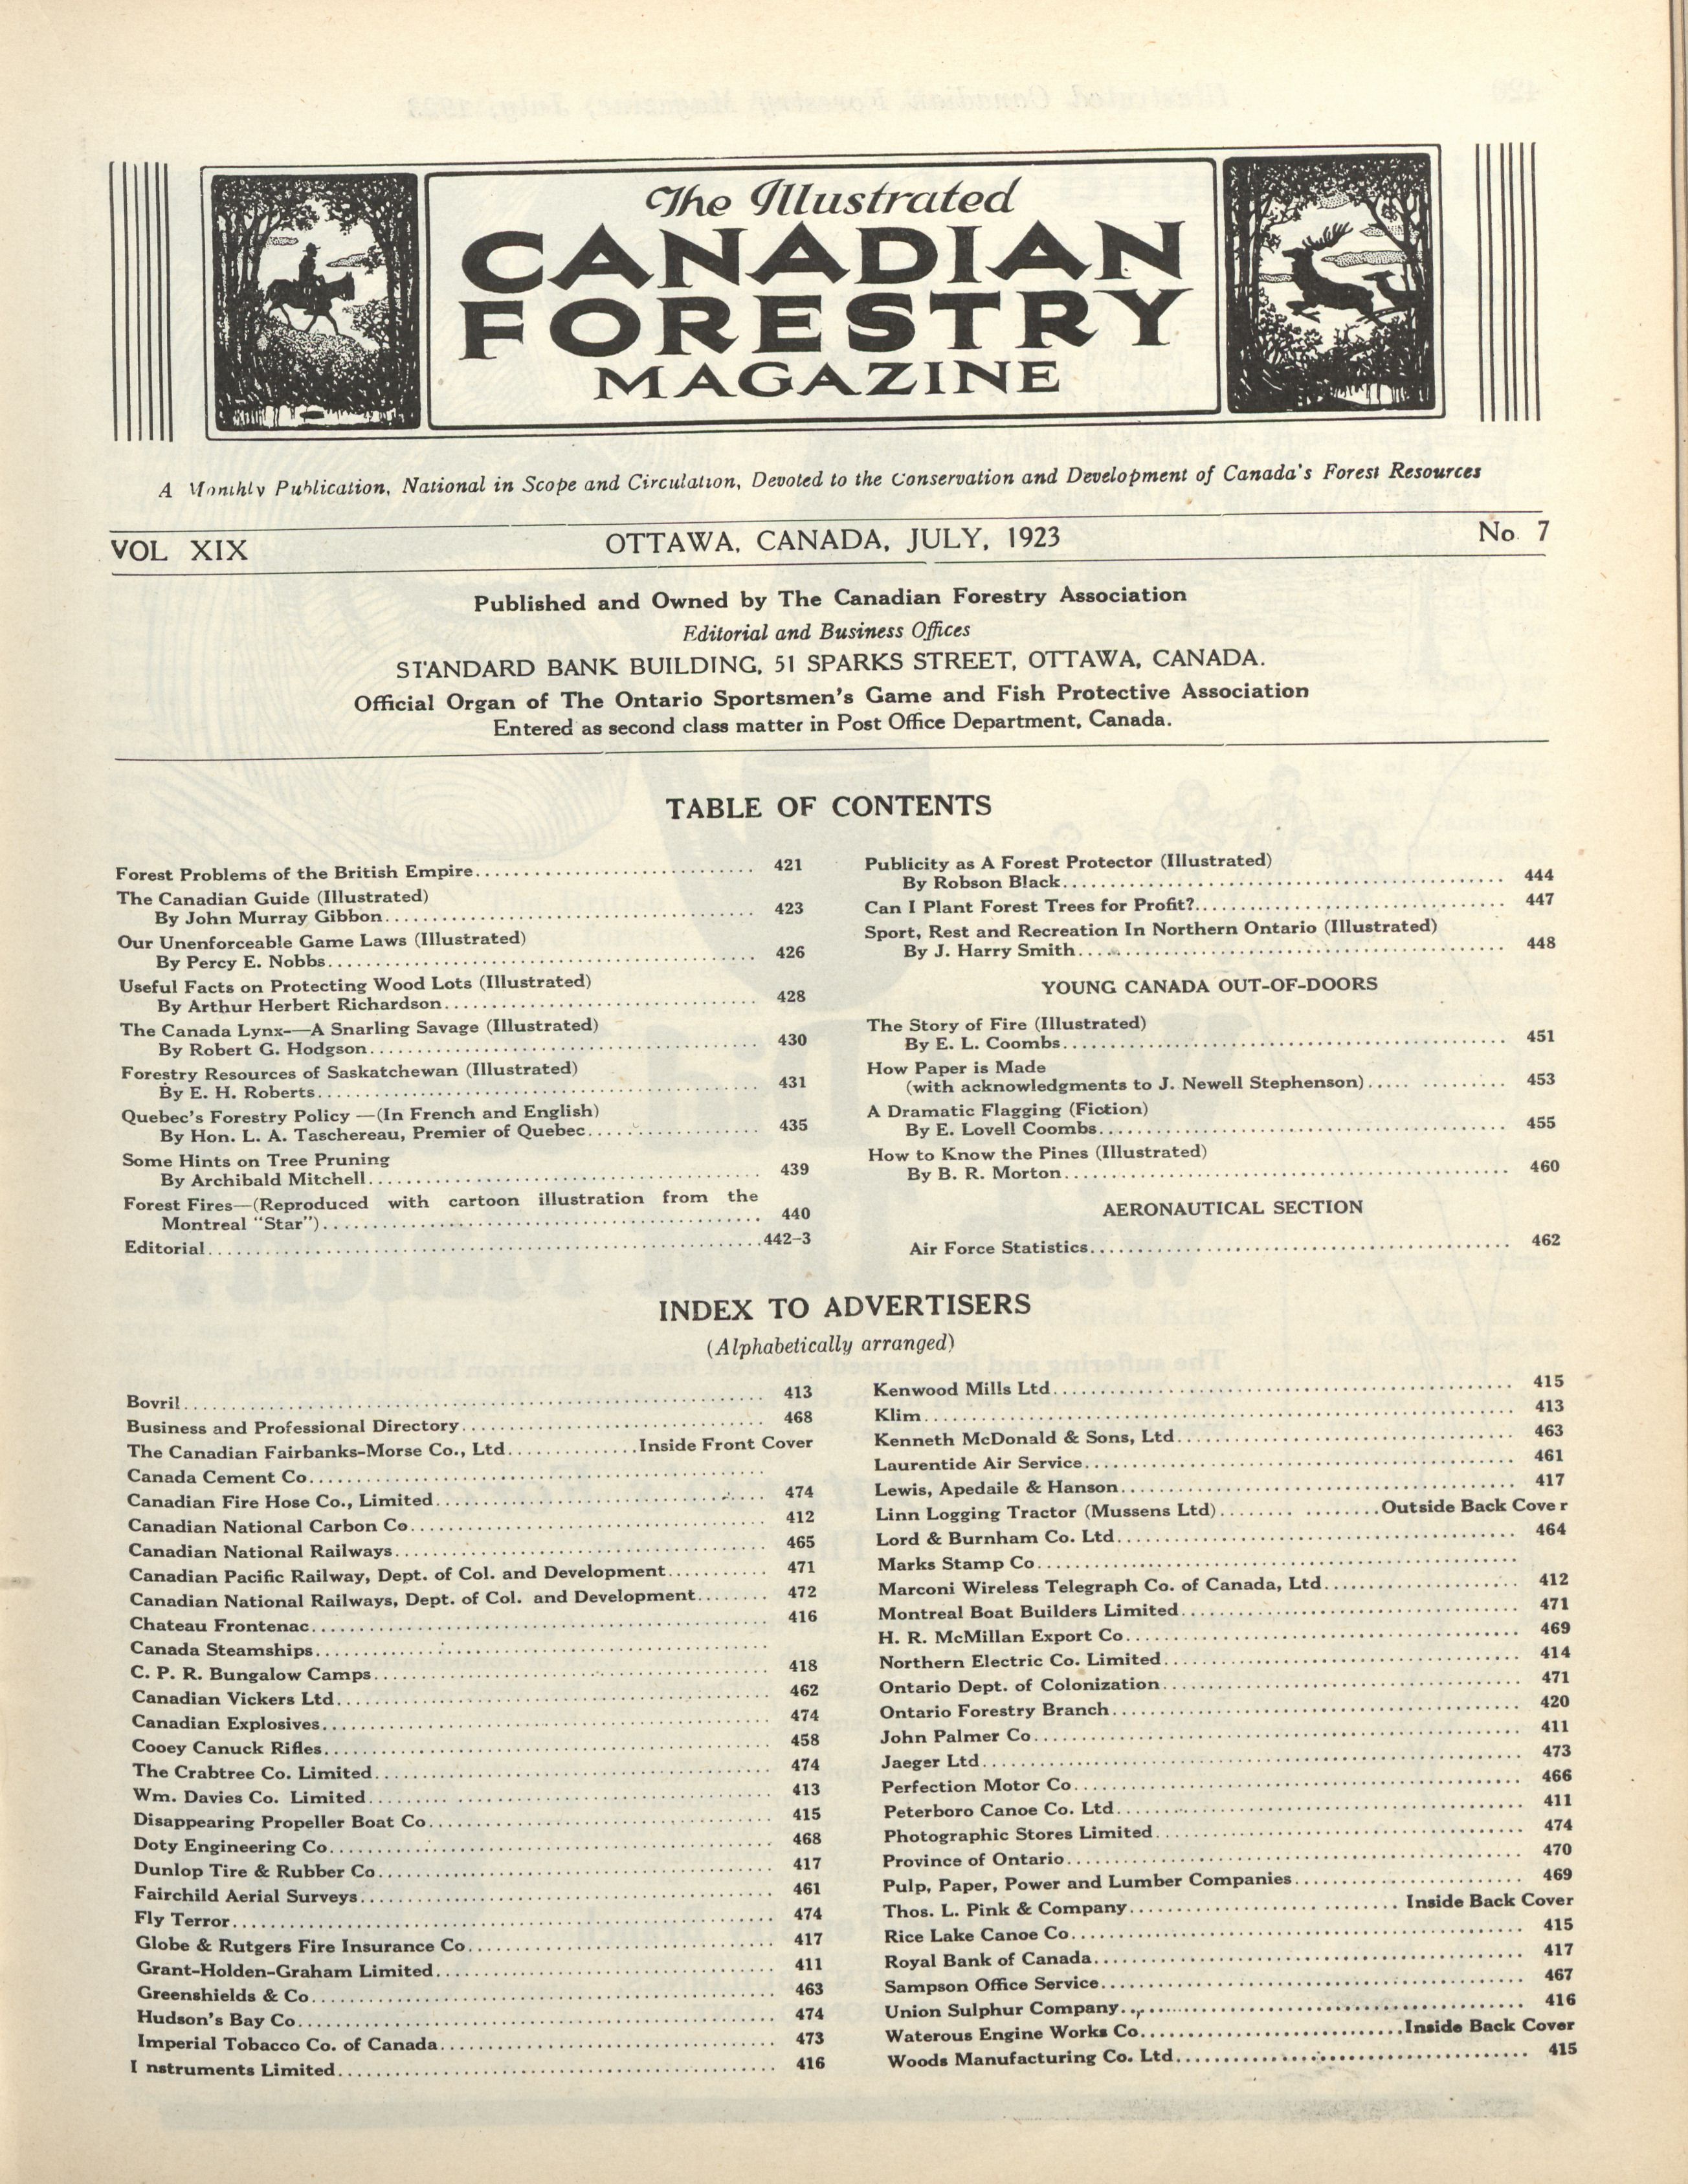 The Illustrated
CANADIAN
FORESTRY
MAGAZINE
A Monthly Publication, National in Scope and Circulation, Devoted to the Conservation and Development of Canada's Forest Resources
VOL XIX OTTAWA, CANADA, JULY, 1923 No. 7
Published and Owned by The Canadian Forestry Association
Editorial and Business Offices
STANDARD BANK BUILDING, 51 SPARKS STREET, OTTAWA, CANADA.
Official Organ of The Ontario Sportsmen's Game and Fish Protective Association
Entered as second class matter in Post Office Department, Canada.
TABLE OF CONTENTS
Forest Problems of the British Empire 421
The Canadian Guide (Illustrated)
By John Murray Gibbon 423
Our Unenforceable Game Laws (Illustrated)
By Percy E. Nobbs 426
Useful Facts on Protecting Wood Lots (Illustrated)
By Arthur Herbert Richardson 428
The Canada Lynx—A Snarling Savage (Illustrated)
By Robert G. Hodgson 430
Forestry Resources of Saskatchewan (Illustrated)
By E. H. Roberts 431
Quebec's Forestry Policy —(In French and English)
By Hon. L. A. Taschereau, Premier of Quebec 435
Some Hints on Tree Pruning
By Archibald Mitchell 439
Forest Fires—(Reproduced with cartoon illustration from the
Montreal "Star") 440
Editorial 442-3
Publicity as A Forest Protector (Illustrated)
By Robson Black 444
Can I Plant Forest Trees for Profit? 447
Sport, Rest and Recreation In Northern Ontario (Illustrated)
By J. Harry Smith 448
YOUNG CANADA OUT-OF-DOORS
The Story of Fire (Illustrated)
By E. L. Coombs 451
How Paper is Made
(with acknowledgments to J. Newell Stephenson) 453
A Dramatic Flagging (Fiction)
By E. Lovell Coombs 455
How to Know the Pines (Illustrated)
By B. R. Morton 460
AERONAUTICAL SECTION
Air Force Statistics 462
INDEX TO ADVERTISERS
(Alphabetically arranged)
Bovril 413
Business and Professional Directory 468
The Canadian Fairbanks-Morse Co., Ltd. Inside Front Cover
Canada Cement Co.
Canadian Fire Hose Co., Limited 474
Canadian National Carbon Co. 412
Canadian National Railways 465
Canadian Pacific Railway, Dept. of Col. and Development 471
Canadian National Railways, Dept. of Col. and Development 472
Chateau Frontenac 416
Canada Steamships
C. P. R. Bungalow Camps 418
Canadian Vickers Ltd. 462
Canadian Explosives 474
Cooey Canuck Rifles 458
The Crabtree Co. Limited 474
Wm. Davies Co. Limited 413
Disappearing Propeller Boat Co. 415
Doty Engineering Co. 468
Dunlop Tire & Rubber Co. 417
Fairchild Aerial Surveys 461
Fly Terror 474
Globe & Rutgers Fire Insurance Co. 417
Grant-Holden-Graham Limited 411
Greenshields & Co. 463
Hudson's Bay Co. 474
Imperial Tobacco Co. of Canada 473
Instruments Limited 416
Kenwood Mills Ltd. 415
Klim 413
Kenneth McDonald & Sons, Ltd. 463
Laurentide Air Service 461
Lewis, Apedaile & Hanson 417
Linn Logging Tractor (Mussens Ltd) Outside Back Cover
Lord & Burnham Co. Ltd. 464
Marks Stamp Co.
Marconi Wireless Telegraph Co. of Canada, Ltd. 412
Montreal Boat Builders Limited 471
H. R. McMillan Export Co. 469
Northern Electric Co. Limited 414
Ontario Dept. of Colonization 471
Ontario Forestry Branch 420
John Palmer Co. 411
Jaeger Ltd. 473
Perfection Motor Co. 466
Peterboro Canoe Co. Ltd. 411
Photographic Stores Limited 474
Province of Ontario 470
Pulp, Paper, Power and Lumber Companies 469
Thos. L. Pink & Company Inside Back Cover
Rice Lake Canoe Co. 415
Royal Bank of Canada 417
Sampson Office Service 467
Union Sulphur Company 416
Waterous Engine Works Co. Inside Back Cover
Woods Manufacturing Co. Ltd. 415